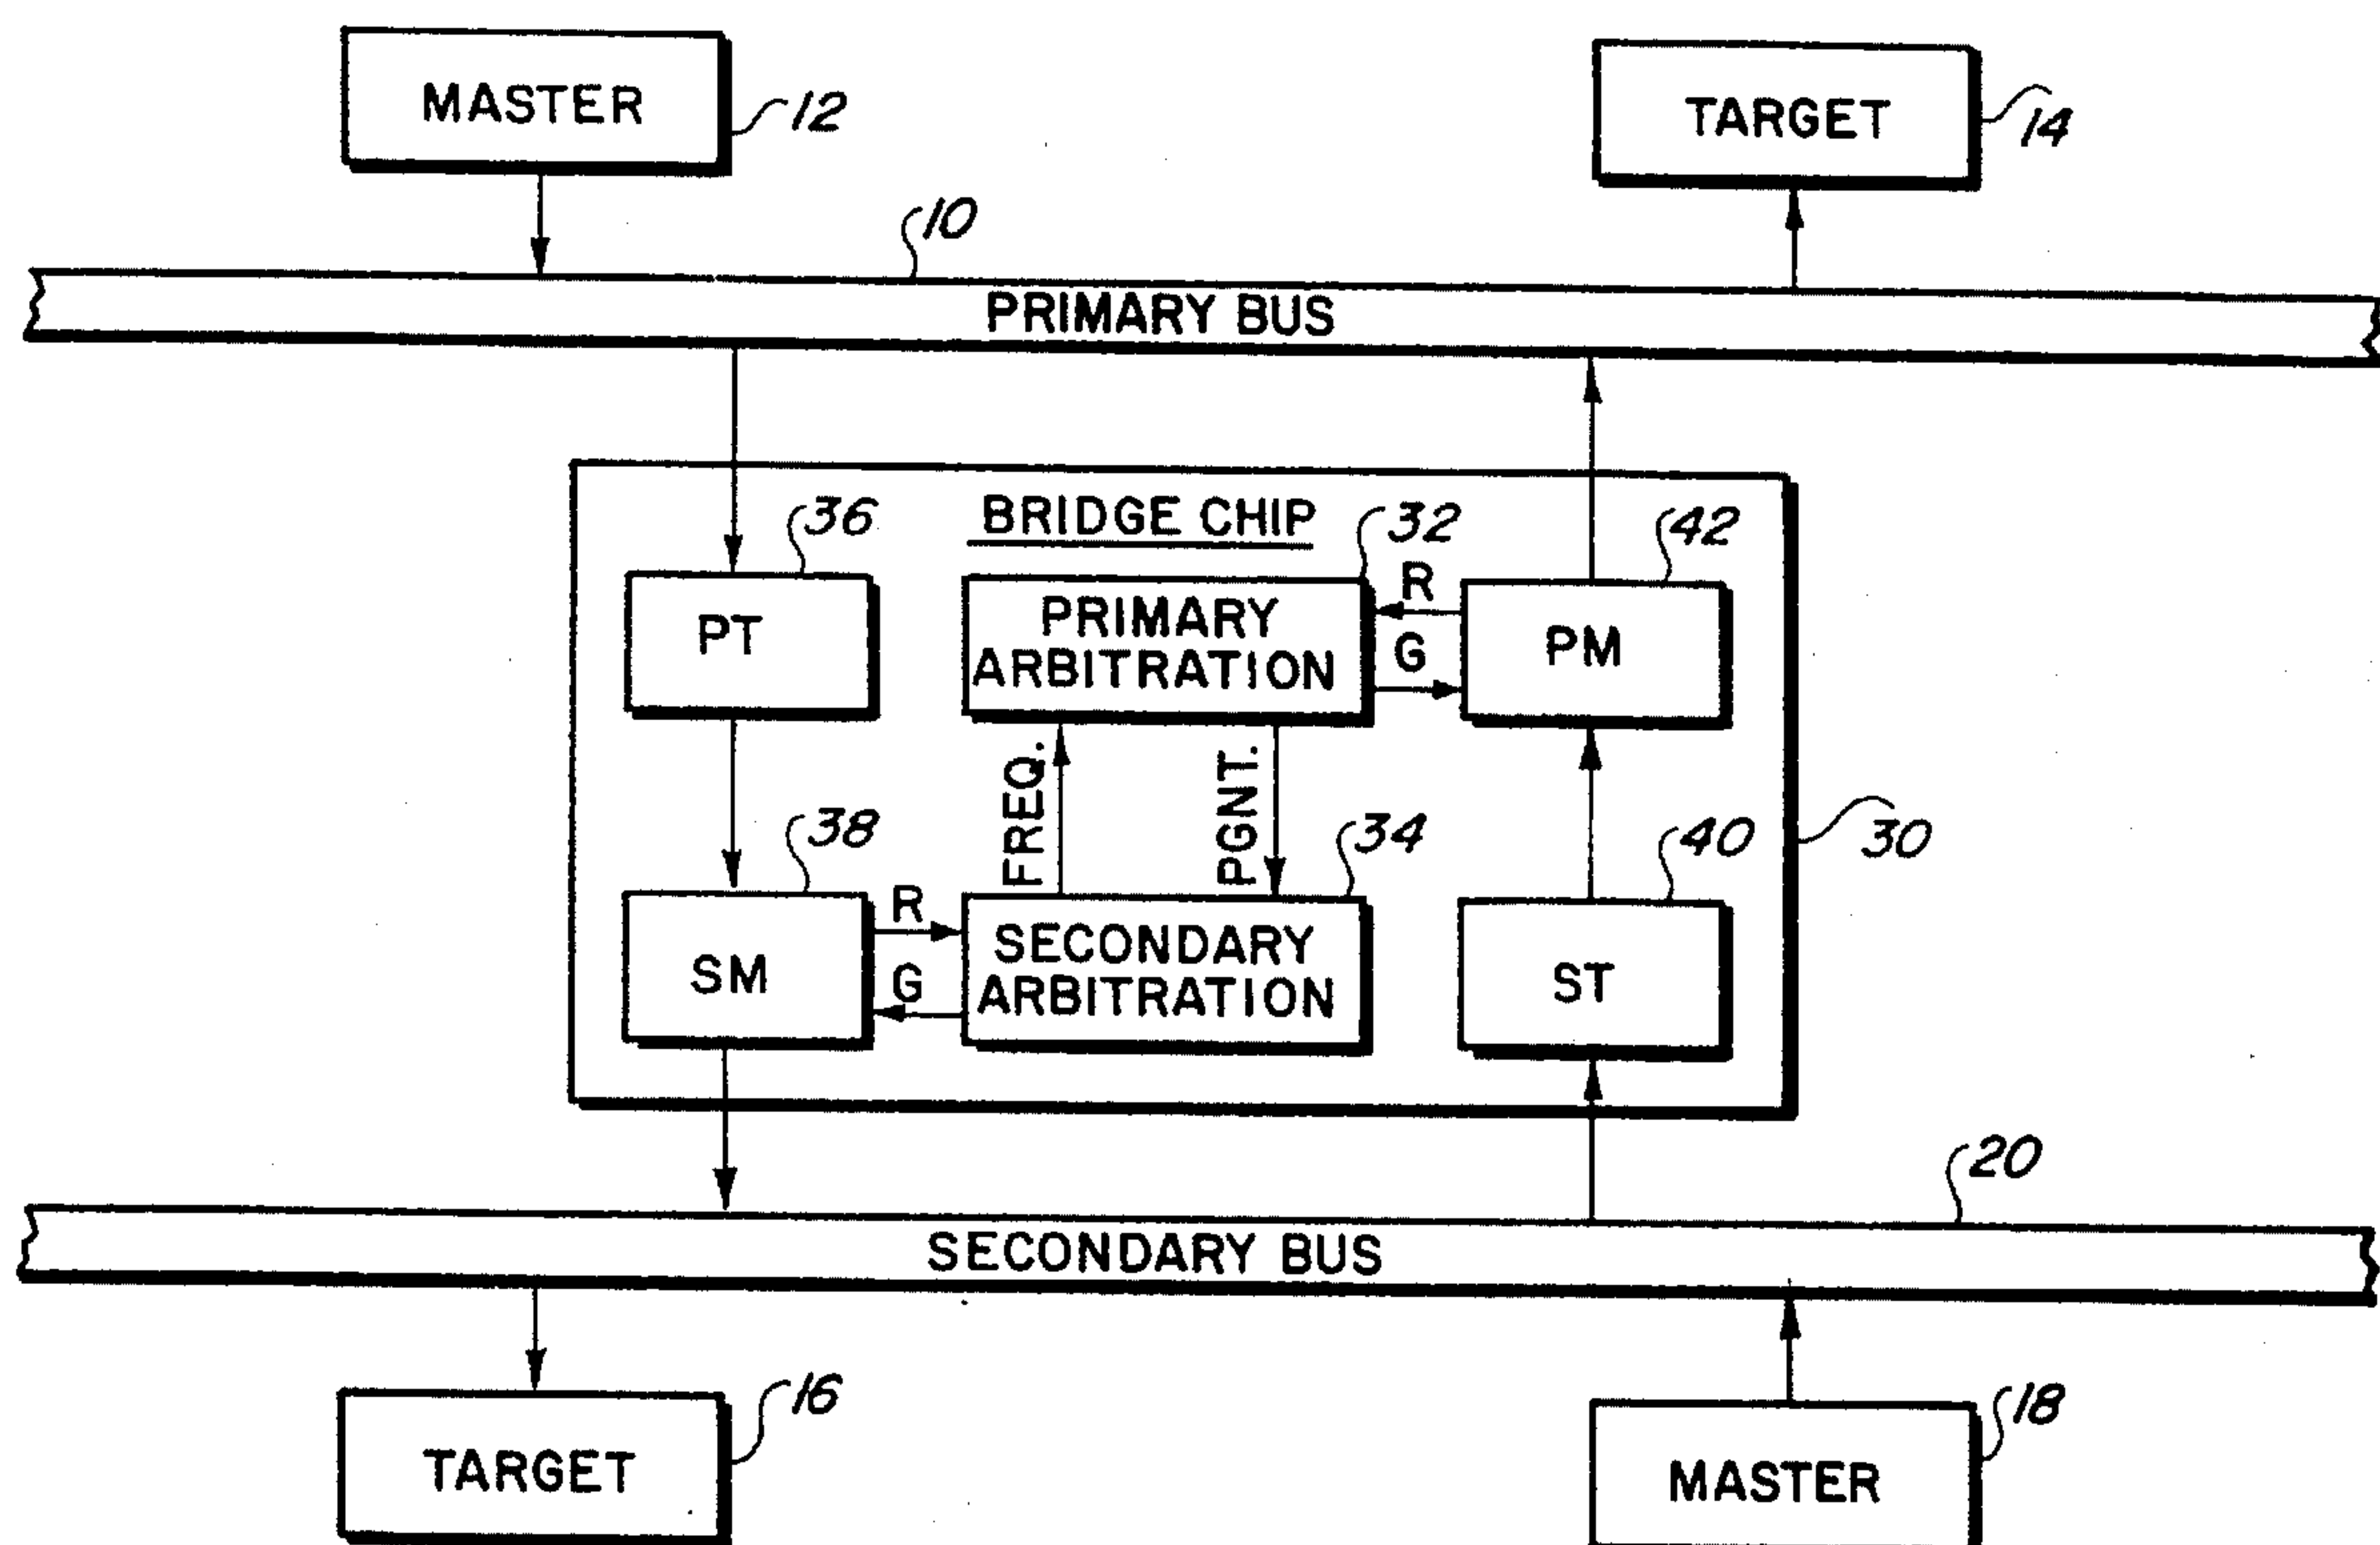 MASTER
12
TARGET
14
10
PRIMARY BUS
BRIDGE CHIP
36
32
42
PT
PRIMARY
ARBITRATION
R
G
PM
FREQ.
PGNT.
38
34
40
30
SM
R
G
SECONDARY
ARBITRATION
ST
20
SECONDARY BUS
TARGET
16
MASTER
18